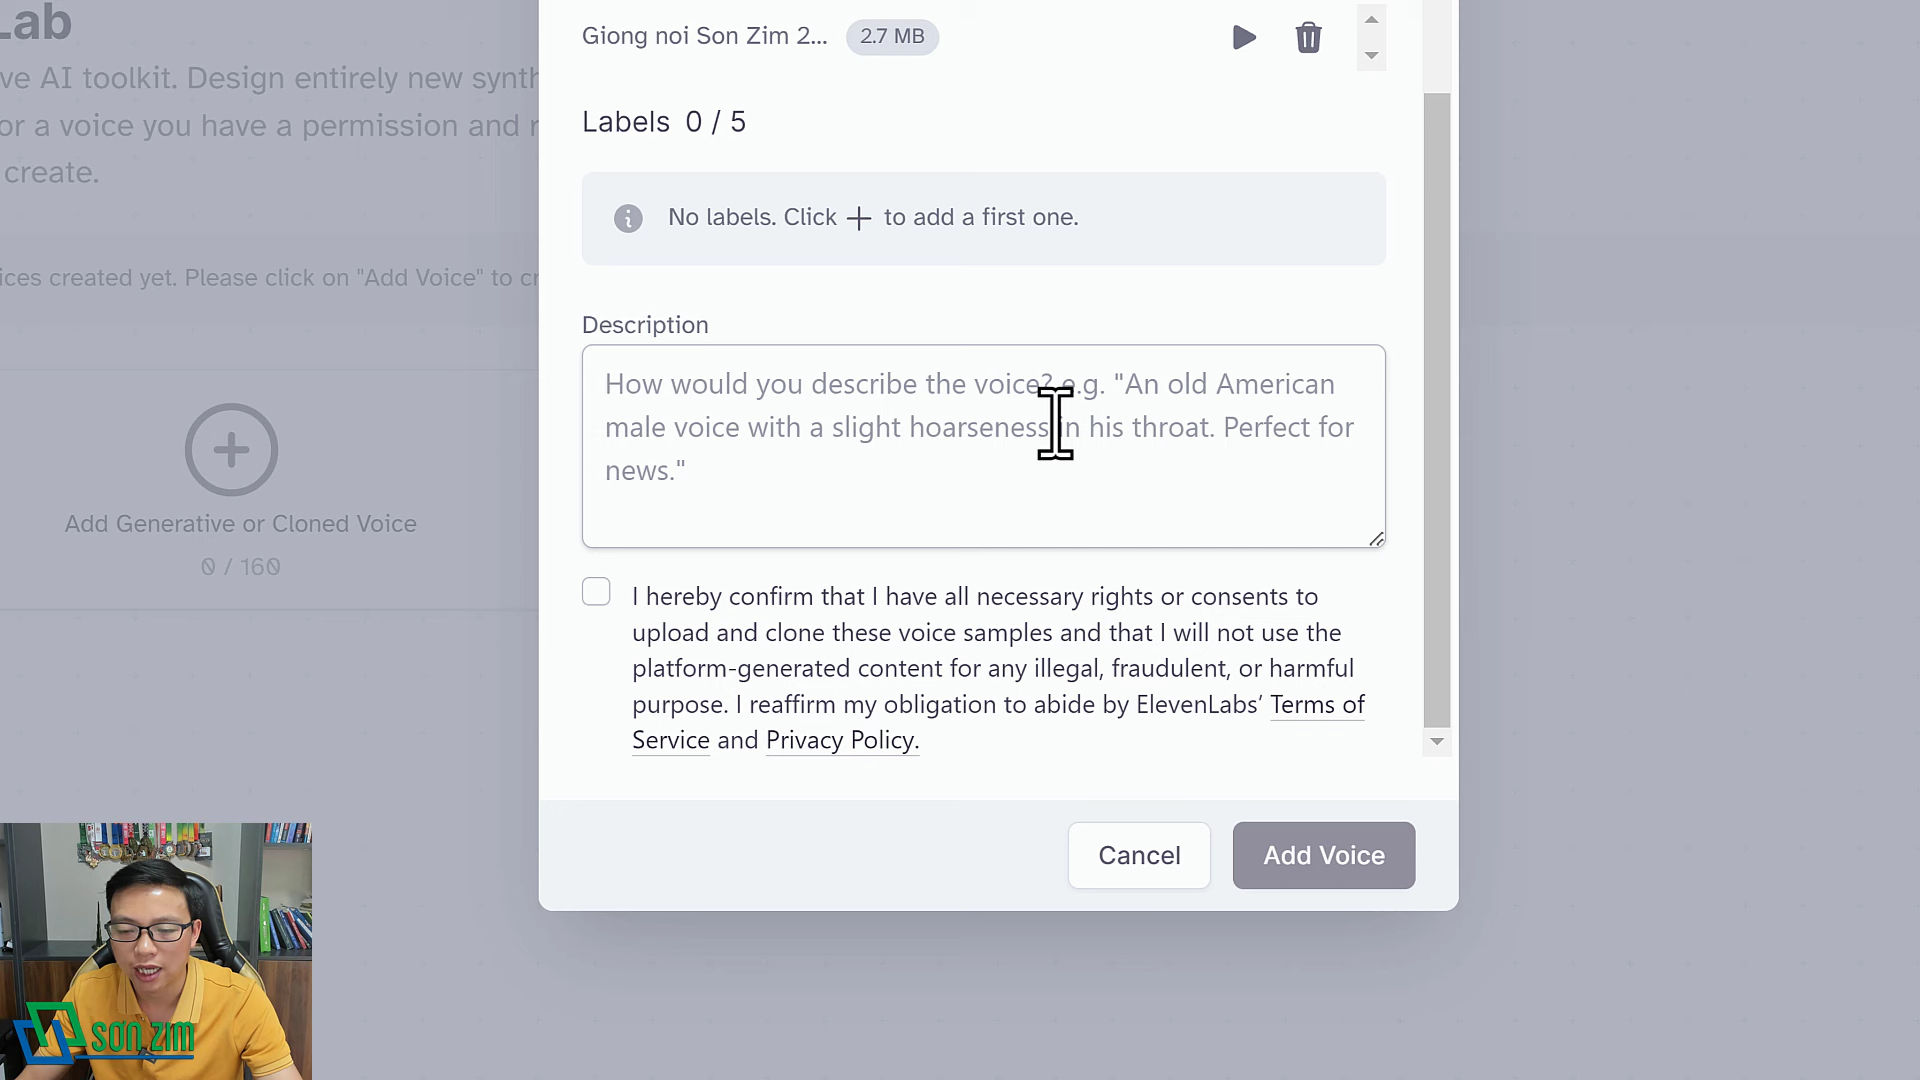 Lab
ve AI toolkit. Design entirely new synth
or a voice you have a permission and r
create.
ices created yet. Please click on "Add Voice" to cr
Add Generative or Cloned Voice
0 / 160
Giong noi Son Zim 2...
2.7 MB
Labels 0 / 5
No labels. Click + to add a first one.
Description
How would you describe the voice? e.g. "An old American
male voice with a slight hoarseness in his throat. Perfect for
news."
I hereby confirm that I have all necessary rights or consents to
upload and clone these voice samples and that I will not use the
platform-generated content for any illegal, fraudulent, or harmful
purpose. I reaffirm my obligation to abide by ElevenLabs’ Terms of
Service and Privacy Policy.
Cancel
Add Voice
SƠN ZIM